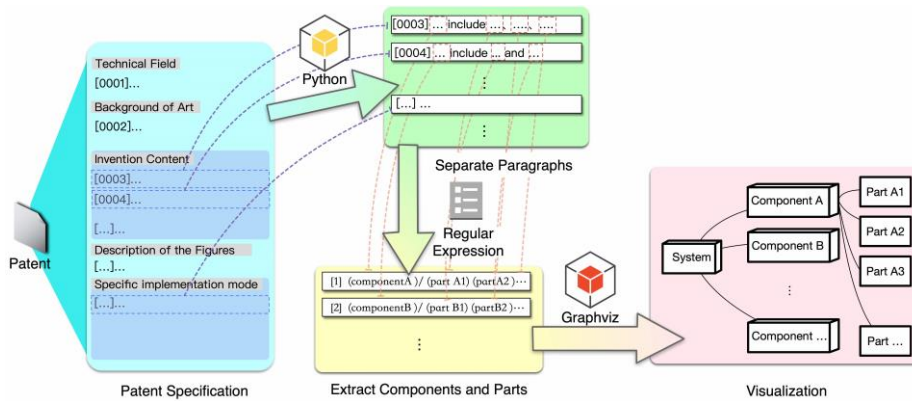 Patent
Technical Field
[0001]...
Background of Art
[0002]...
Invention Content
[0003]...
[0004]...
[...]...
Description of the Figures
[...]...
Specific implementation mode
[...]...
Patent Specification
Python
[0003] ... include ..., ...., ....
[0004] ... include ... and ...
⋮
[...] ...
⋮
Separate Paragraphs
Regular
Expression
[1] (componentA)/ (part A1) (partA2)···
[2] (componentB)/ (part B1) (partB2)···
⋮
Extract Components and Parts
Graphviz
System
Component A
Component B
⋮
Component ...
Part A1
Part A2
Part A3
Part ...
Visualization